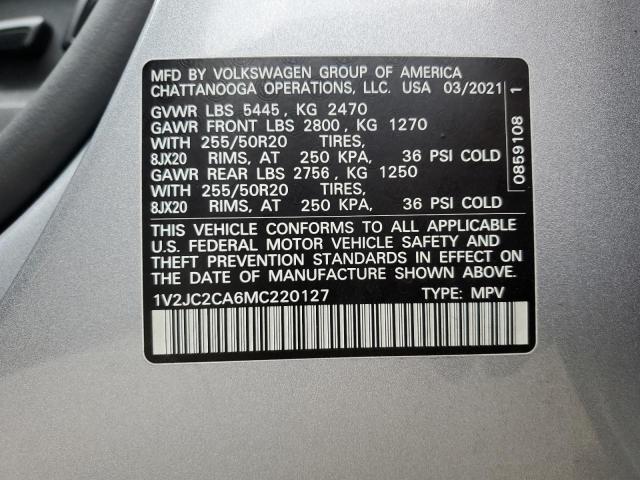 MFD BY VOLKSWAGEN GROUP OF AMERICA
CHATTANOOGA OPERATIONS, LLC. USA 03/2021
GVWR LBS 5445, KG 2470
GAWR FRONT LBS 2800, KG 1270
WITH 255/50R20 TIRES,
8JX20 RIMS, AT 250 KPA, 36 PSI COLD
GAWR REAR LBS 2756, KG 1250
WITH 255/50R20 TIRES,
8JX20 RIMS, AT 250 KPA, 36 PSI COLD
THIS VEHICLE CONFORMS TO ALL APPLICABLE
U.S. FEDERAL MOTOR VEHICLE SAFETY AND
THEFT PREVENTION STANDARDS IN EFFECT ON
THE DATE OF MANUFACTURE SHOWN ABOVE.
1V2JC2CA6MC220127 TYPE: MPV
0859108 1